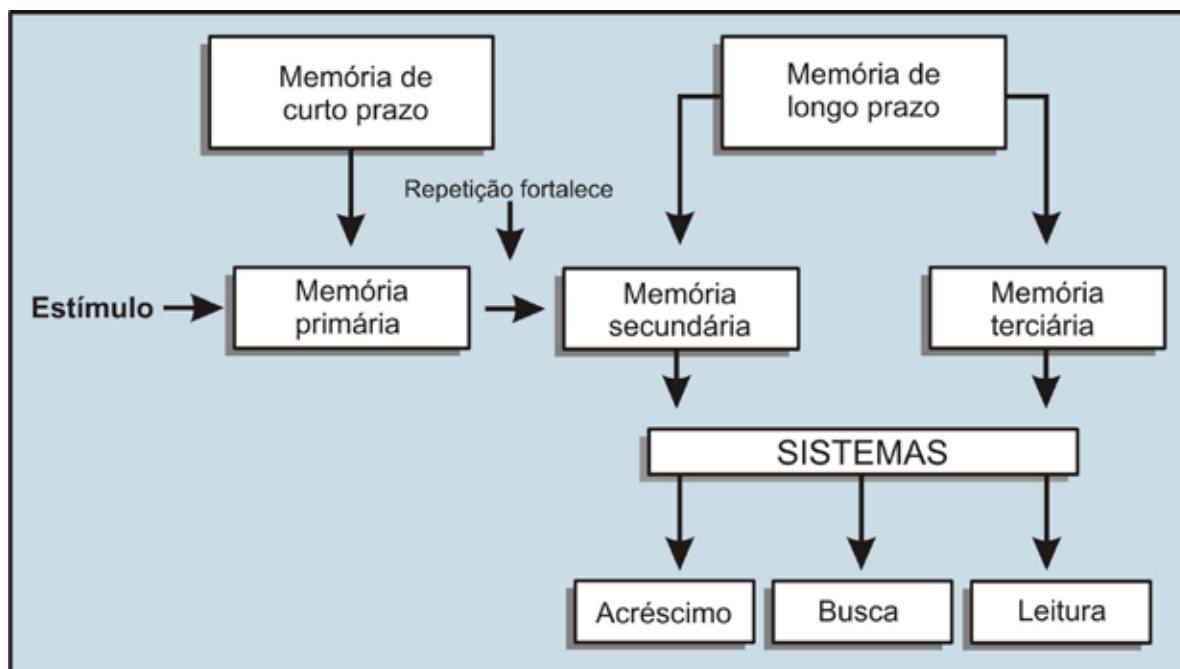 Memória de
curto prazo
Memória de
longo prazo
Repetição fortalece
Estímulo
Memória
primária
Memória
secundária
Memória
terciária
SISTEMAS
Acréscimo
Busca
Leitura